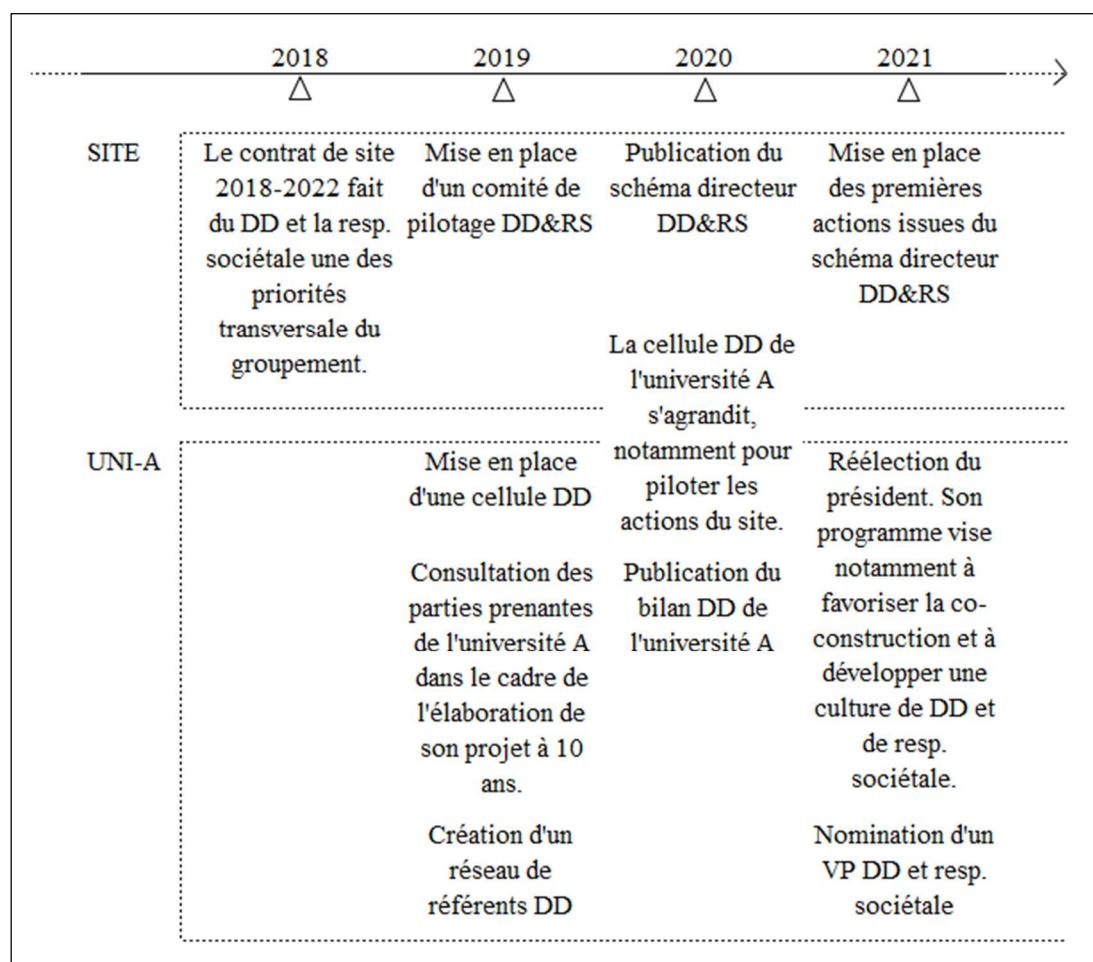 2018
2019
2020
2021
SITE
Le contrat de site
2018-2022 fait
du DD et la resp.
sociétale une des
priorités
transversale du
groupement.
Mise en place
d'un comité de
pilotage DD&RS
Publication du
schéma directeur
DD&RS
Mise en place
des premières
actions issues du
schéma directeur
DD&RS
La cellule DD de
l'université A
s'agrandit,
notamment pour
piloter les
actions du site.
UNI-A
Mise en place
d'une cellule DD
Consultation des
parties prenantes
de l'université A
dans le cadre de
l'élaboration de
son projet à 10
ans.
Création d'un
réseau de
référents DD
Publication du
bilan DD de
l'université A
Réélection du
président. Son
programme vise
notamment à
favoriser la co-
construction et à
développer une
culture de DD et
de resp.
sociétale.
Nomination d'un
VP DD et resp.
sociétale